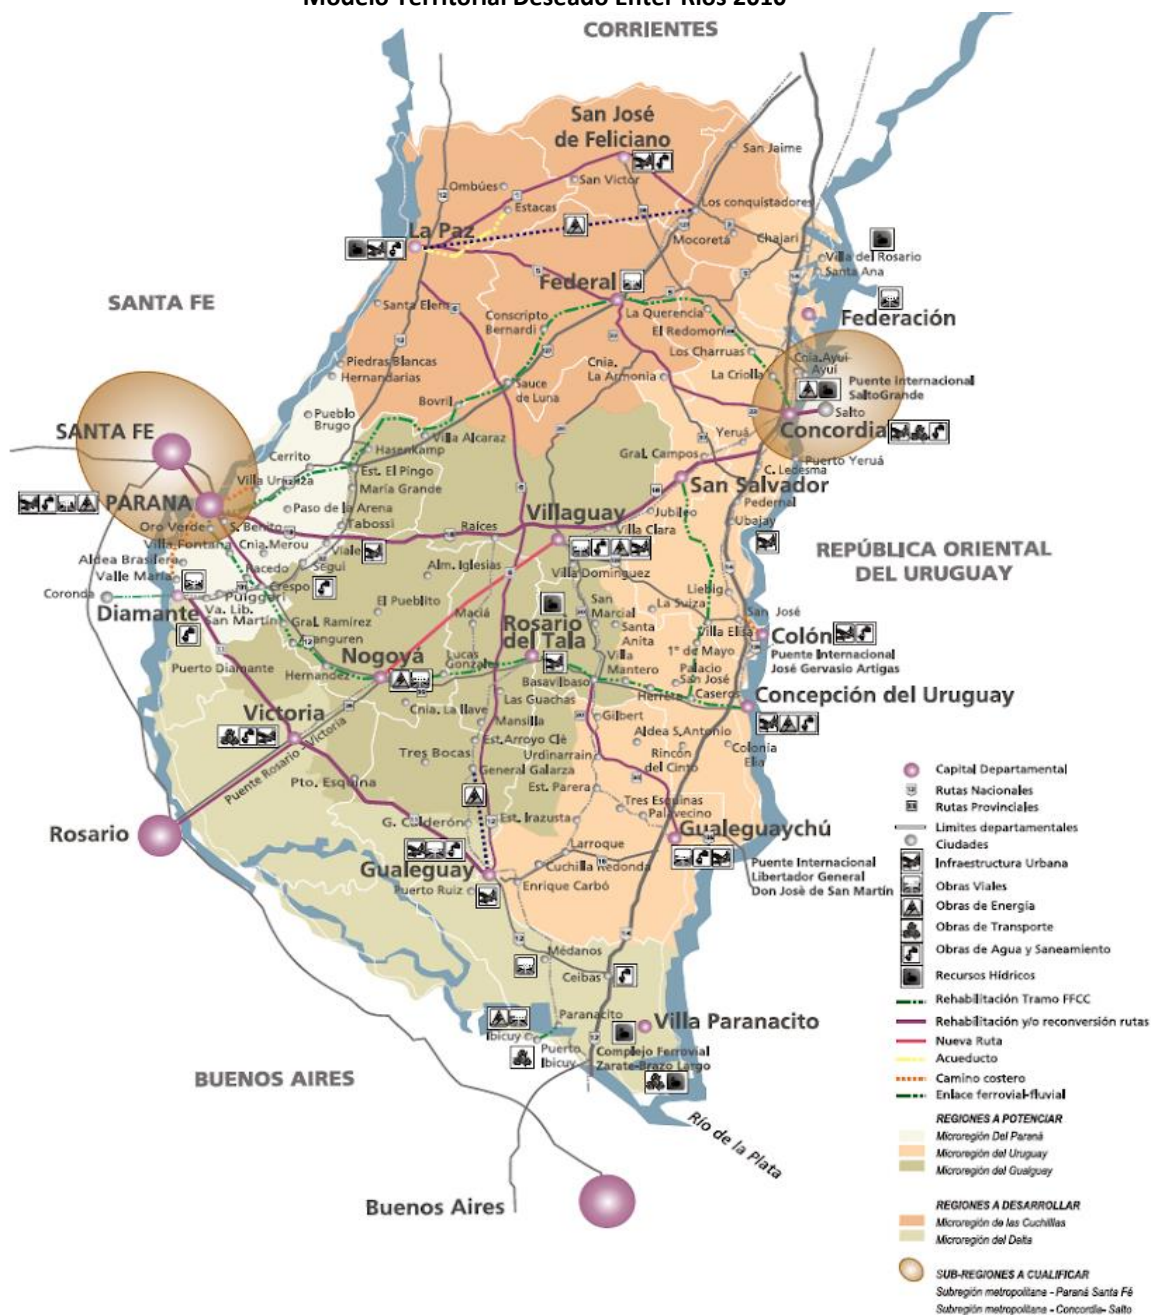 Modelo Territorial Deseado Enter Ríos 2016
CORRIENTES
San José
de Feliciano
San Jaime
San Víctor
Ombúes
Estacas
Los conquistadores
La Paz
Mocoretá
Chajari
Villa del Rosario
Santa Ana
SANTA FE
Santa Elena
Federal
Conscripto
Bernardi
La Querencia
El Redomon
Federación
Los Charruas
Cnia. Ayui
Ayuí
Piedras Blancas
Hernandarias
Cnia.
La Armonia
La Criolla
Puente Internacional
SaltoGrande
Sauce
de Luna
Salto
Bovril
Pueblo
Brugo
Concordia
SANTA FE
Villa Alcaraz
Yeruá
Hasenkamp
Cerrito
Gral. Campos
Puerto Yeruá
Est. El Pingo
C. Ledesma
Villa Urquiza
María Grande
San Salvador
PARANA
Paso de la Arena
Pedernal
Jubileo
Oro Verde
S. Benito
Tabossi
Raíces
Villaguay
Villa Clara
Ubajay
Villa Fontana
Cnia.Merou
Viale
Aldea Brasilera
Racedo
Seguí
Alm. Iglesias
Villa Domínguez
REPÚBLICA ORIENTAL
DEL URUGUAY
Valle María
Coronda
Crespo
Puiggari
Liebig
Diamante
Va. Lib.
San Martín
El Pueblito
Maciá
San
Marcial
La Suiza
San José
Gral. Ramírez
Rosario
del Tala
Santa
Anita
Villa Elisa
Colón
Aranguren
Puente Internacional
José Gervasio Artigas
Nogoyá
Lucas
Gonzalez
Villa
Mantero
1° de Mayo
Palacio
San José
Puerto Diamante
Hernandez
Basavilbaso
Herrera
Caseros
Concepción del Uruguay
Las Guachas
Victoria
Cnia. La llave
Mansilla
Gilbert
Puente Rosario - Victoria
Est.Arroyo Clé
Aldea S.Antonio
Tres Bocas
Urdinarrain
Rincón
del Cinto
Colonia
Elia
General Galarza
Pto. Esquina
Est. Parera
Tres Esquinas
Palavecino
Rosario
G. Calderón
Est. Irazusta
Gualeguaychú
Larroque
Gualeguay
Cuchilla Redonda
Puente Internacional
Libertador General
Don Josè de San Martín
Puerto Ruiz
Enrique Carbó
Médanos
Ceibas
Paranacito
Villa Paranacito
Ibicuy
Puerto
Ibicuy
Complejo Ferrovial
Zarate-Brazo Largo
BUENOS AIRES
Río de la Plata
Buenos Aires
Capital Departamental
Rutas Nacionales
Rutas Provinciales
Límites departamentales
Ciudades
Infraestructura Urbana
Obras Viales
Obras de Energía
Obras de Transporte
Obras de Agua y Saneamiento
Recursos Hídricos
Rehabilitación Tramo FFCC
Rehabilitación y/o reconversión rutas
Nueva Ruta
Acueducto
Camino costero
Enlace ferrovial-fluvial
REGIONES A POTENCIAR
Microregión Del Paraná
Microregión del Uruguay
Microregión del Gualguay
REGIONES A DESARROLLAR
Microregión de las Cuchillas
Microregión del Delta
SUB-REGIONES A CUALIFICAR
Subregión metropolitana - Paraná Santa Fé
Subregión metropolitana - Concordia- Salto